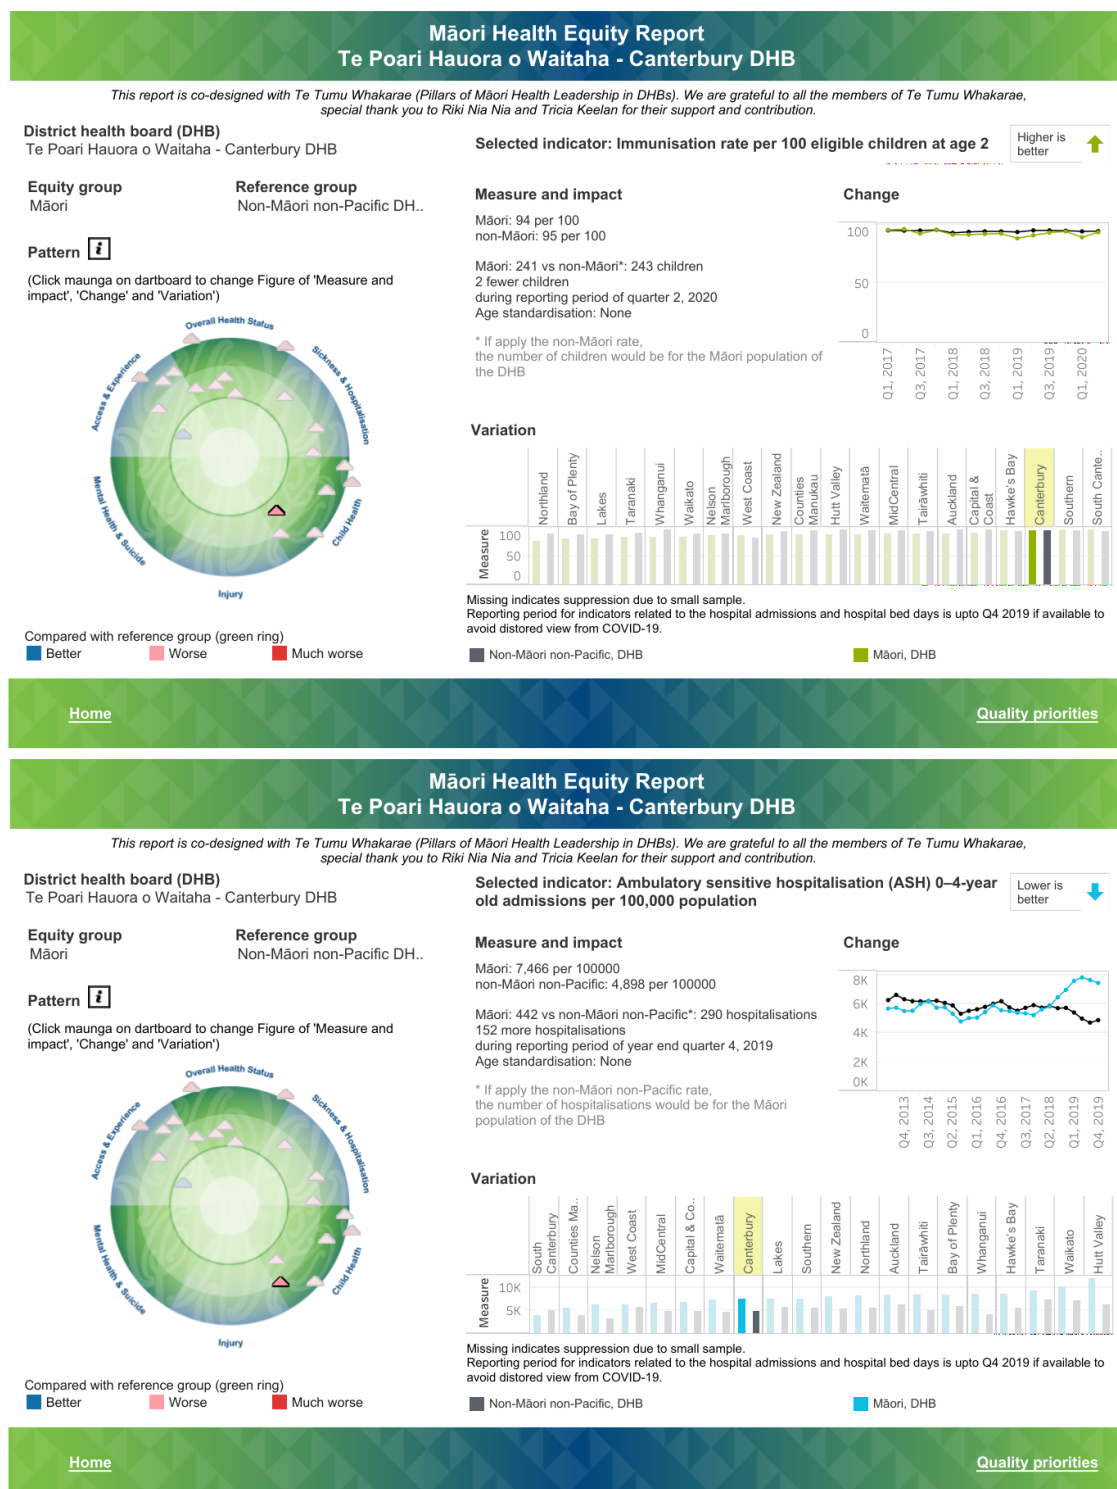 Māori Health Equity Report
Te Poari Hauora o Waitaha - Canterbury DHB
This report is co-designed with Te Tumu Whakarae (Pillars of Māori Health Leadership in DHBs). We are grateful to all the members of Te Tumu Whakarae,
special thank you to Riki Nia Nia and Tricia Keelan for their support and contribution.
District health board (DHB)
Te Poari Hauora o Waitaha - Canterbury DHB
Equity group
Māori
Reference group
Non-Māori non-Pacific DH..
Pattern i
(Click maunga on dartboard to change Figure of 'Measure and
impact', 'Change' and 'Variation')
Overall Health Status
Sickness & Hospitalisation
Child Health
Injury
Mental Health & Suicide
Access & Experience
Compared with reference group (green ring)
Better
Worse
Much worse
Selected indicator: Immunisation rate per 100 eligible children at age 2
Higher is
better
Measure and impact
Māori: 94 per 100
non-Māori: 95 per 100
Māori: 241 vs non-Māori*: 243 children
2 fewer children
during reporting period of quarter 2, 2020
Age standardisation: None
* If apply the non-Māori rate,
the number of children would be for the Māori population of
the DHB
Change
100
50
0
Q1, 2017
Q3, 2017
Q1, 2018
Q3, 2018
Q1, 2019
Q3, 2019
Q1, 2020
Variation
Northland
Bay of Plenty
Lakes
Taranaki
Whanganui
Waikato
Nelson
Marlborough
West Coast
New Zealand
Counties
Manukau
Hutt Valley
Waitematā
MidCentral
Tairāwhiti
Auckland
Capital &
Coast
Hawke's Bay
Canterbury
Southern
South Cante..
Measure
100
50
0
Missing indicates suppression due to small sample.
Reporting period for indicators related to the hospital admissions and hospital bed days is upto Q4 2019 if available to
avoid distored view from COVID-19.
Non-Māori non-Pacific, DHB
Māori, DHB
Home
Quality priorities
Māori Health Equity Report
Te Poari Hauora o Waitaha - Canterbury DHB
This report is co-designed with Te Tumu Whakarae (Pillars of Māori Health Leadership in DHBs). We are grateful to all the members of Te Tumu Whakarae,
special thank you to Riki Nia Nia and Tricia Keelan for their support and contribution.
District health board (DHB)
Te Poari Hauora o Waitaha - Canterbury DHB
Equity group
Māori
Reference group
Non-Māori non-Pacific DH..
Pattern i
(Click maunga on dartboard to change Figure of 'Measure and
impact', 'Change' and 'Variation')
Overall Health Status
Sickness & Hospitalisation
Child Health
Injury
Mental Health & Suicide
Access & Experience
Compared with reference group (green ring)
Better
Worse
Much worse
Selected indicator: Ambulatory sensitive hospitalisation (ASH) 0–4-year
old admissions per 100,000 population
Lower is
better
Measure and impact
Māori: 7,466 per 100000
non-Māori non-Pacific: 4,898 per 100000
Māori: 442 vs non-Māori non-Pacific*: 290 hospitalisations
152 more hospitalisations
during reporting period of year end quarter 4, 2019
Age standardisation: None
* If apply the non-Māori non-Pacific rate,
the number of hospitalisations would be for the Māori
population of the DHB
Change
8K
6K
4K
2K
0K
Q4, 2013
Q3, 2014
Q2, 2015
Q1, 2016
Q4, 2016
Q3, 2017
Q2, 2018
Q1, 2019
Q4, 2019
Variation
South
Canterbury
Counties Ma..
Nelson
Marlborough
West Coast
MidCentral
Capital & Co..
Waitematā
Canterbury
Lakes
Southern
New Zealand
Northland
Auckland
Tairāwhiti
Bay of Plenty
Whanganui
Hawke's Bay
Taranaki
Waikato
Hutt Valley
Measure
10K
5K
Missing indicates suppression due to small sample.
Reporting period for indicators related to the hospital admissions and hospital bed days is upto Q4 2019 if available to
avoid distored view from COVID-19.
Non-Māori non-Pacific, DHB
Māori, DHB
Home
Quality priorities